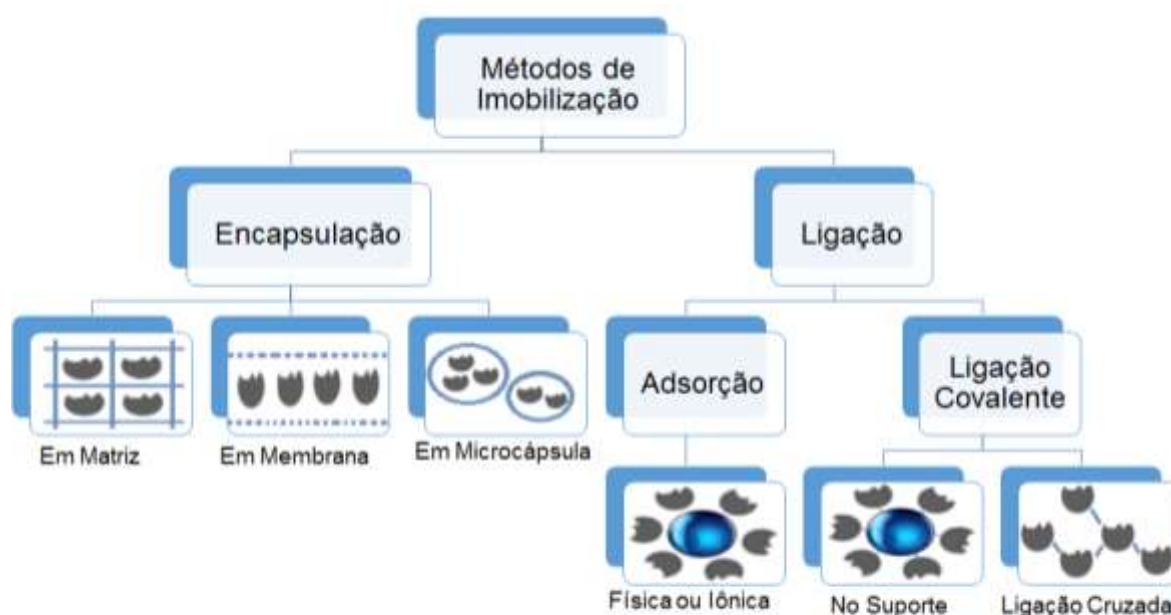 Métodos de
Imobilização
Encapsulação
Ligação
Adsorção
Ligação
Covalente
Em Matriz
Em Membrana
Em Microcápsula
Física ou Iônica
No Suporte
Ligação Cruzada